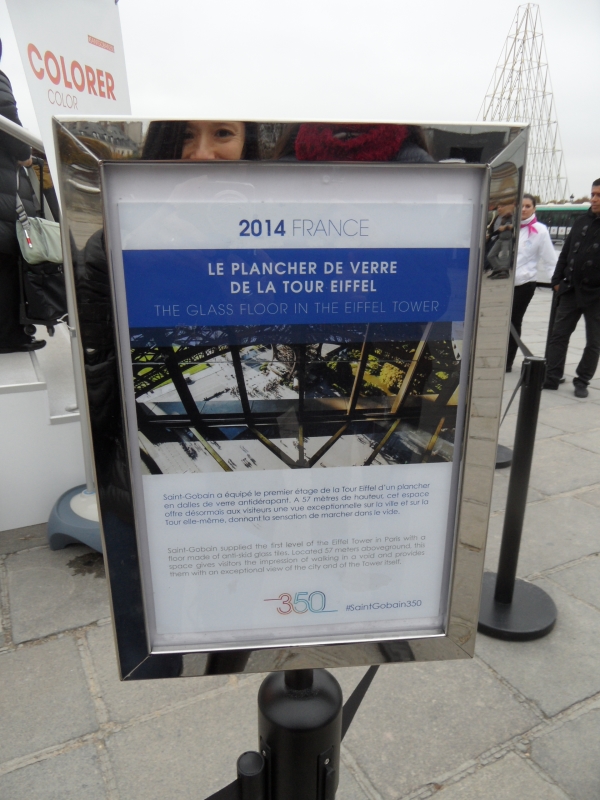 COLORER
COLOR
2014 FRANCE
LE PLANCHER DE VERRE
DE LA TOUR EIFFEL
THE GLASS FLOOR IN THE EIFFEL TOWER
Saint-Gobain a équipé le premier étage de la Tour Eiffel d'un plancher
en dalles de verre antidérapant. A 57 mètres de hauteur, cet espace
offre désormais aux visiteurs une vue exceptionnelle sur la ville et sur la
Tour elle-même, donnant la sensation de marcher dans le vide.
Saint-Gobain supplied the first level of the Eiffel Tower in Paris with a
floor made of anti-skid glass tiles. Located 57 meters aboveground, this
space gives visitors the impression of walking in a void and provides
them with an exceptional view of the city and of the Tower itself.
350 #SaintGobain350